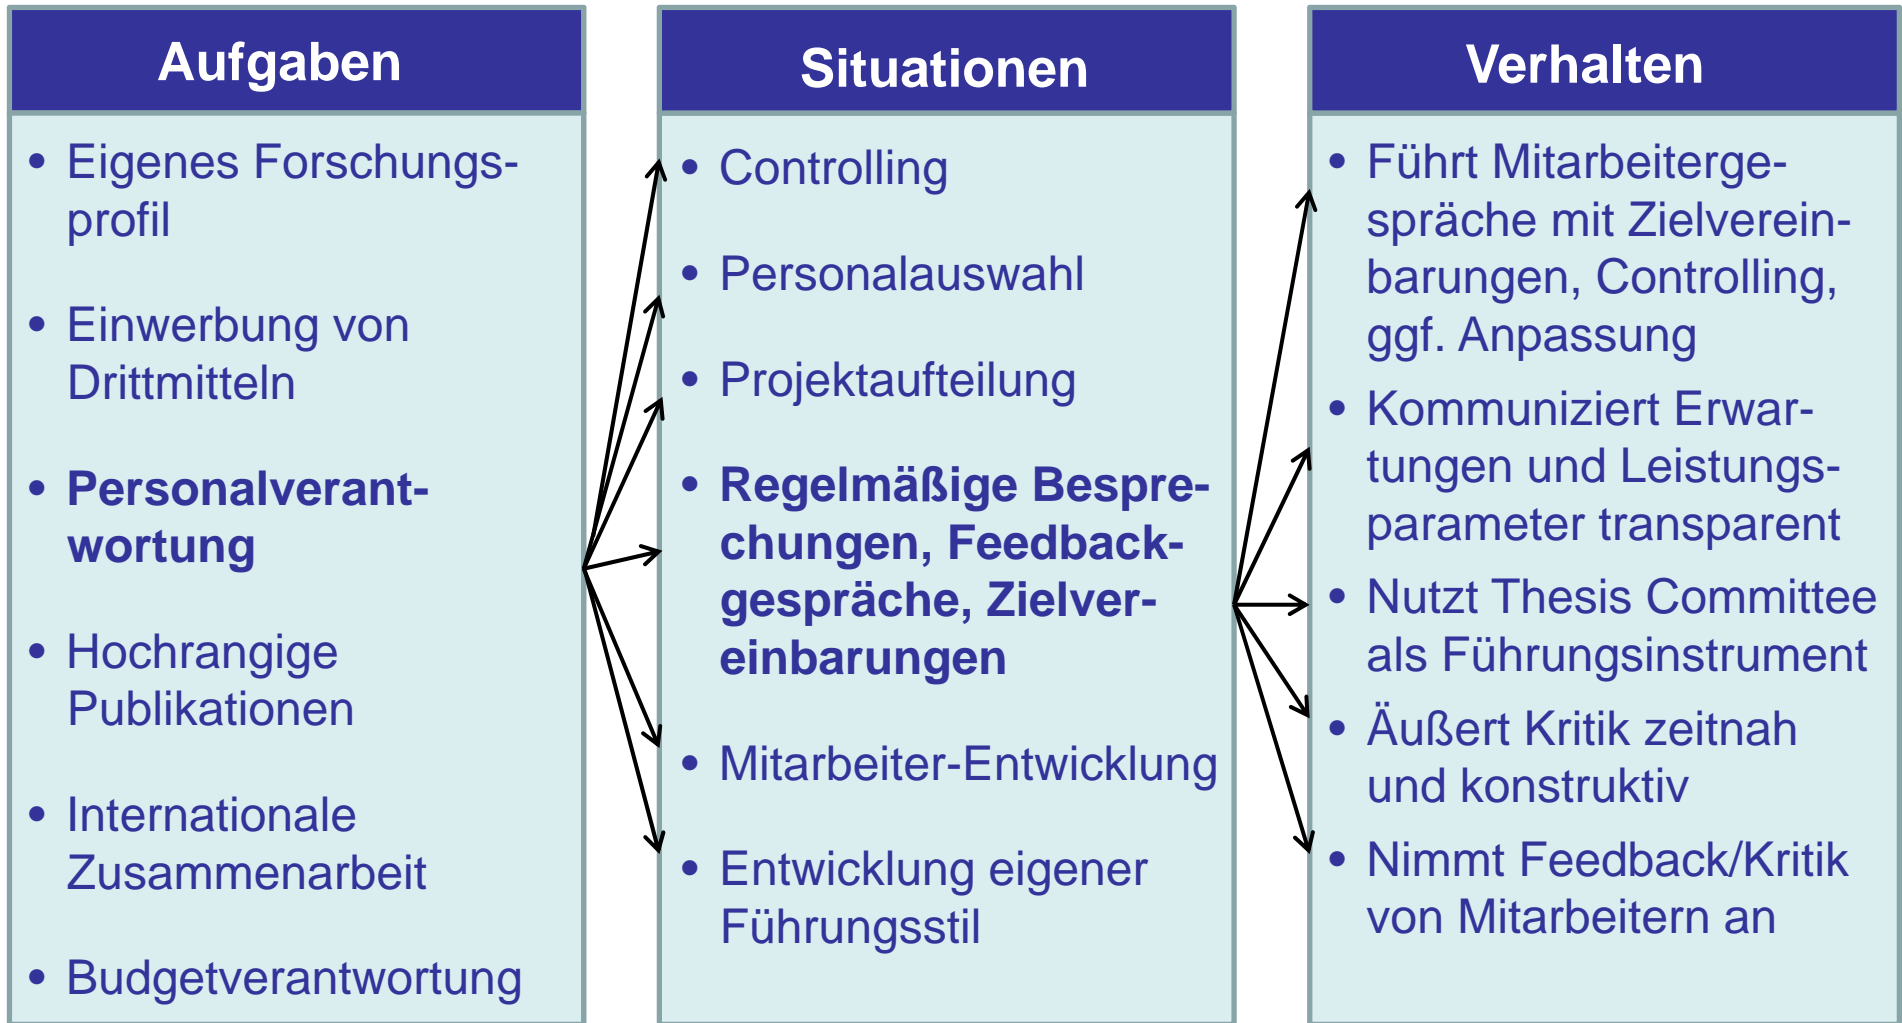 Aufgaben
• Eigenes Forschungs-
profil
• Einwerbung von
Drittmitteln
• Personalverant-
wortung
• Hochrangige
Publikationen
• Internationale
Zusammenarbeit
• Budgetverantwortung
Situationen
• Controlling
• Personalauswahl
• Projektaufteilung
• Regelmäßige Bespre-
chungen, Feedback-
gespräche, Zielver-
einbarungen
• Mitarbeiter-Entwicklung
• Entwicklung eigener
Führungsstil
Verhalten
• Führt Mitarbeiterge-
spräche mit Zielverein-
barungen, Controlling,
ggf. Anpassung
• Kommuniziert Erwar-
tungen und Leistungs-
parameter transparent
• Nutzt Thesis Committee
als Führungsinstrument
• Äußert Kritik zeitnah
und konstruktiv
• Nimmt Feedback/Kritik
von Mitarbeitern an